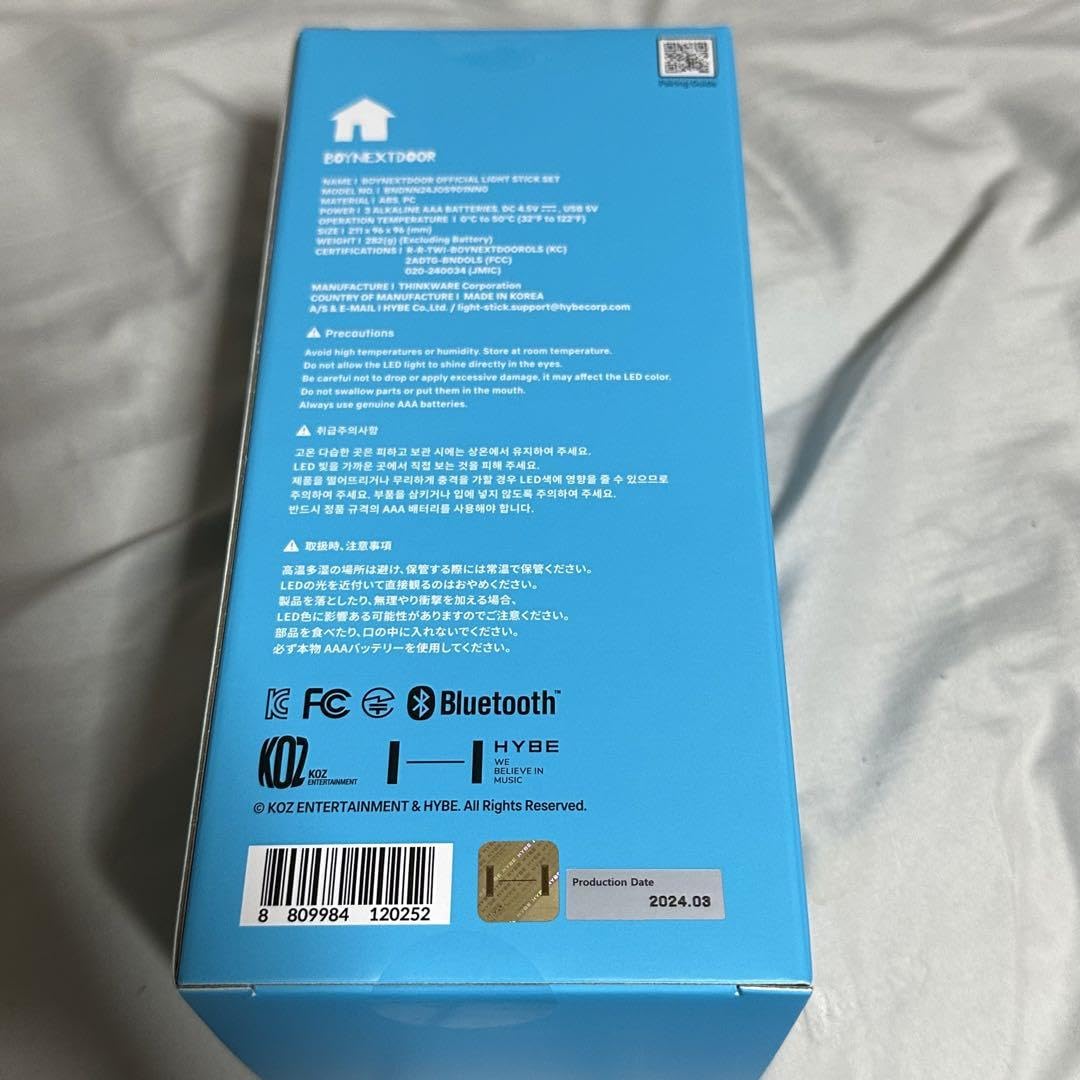 Pairing Guide
BOYNEXTDOOR
NAME I BOYNEXTDOOR OFFICIAL LIGHT STICK SET
MODEL NO. I
MATERIAL I ABS, PC
POWER I 3 ALKALINE AAA BATTERIES, DC 4.5V, USB 5V
OPERATION TEMPERATURE I 0°C to 50°C (32°F to 122°F)
SIZE I 211 x 96 x 96 (mm)
WEIGHT I 282(g) (Excluding Battery)
CERTIFICATIONS I R-R-TWI-BOYNEXTDOOROLS (KC)
2ADTG-BNDOLS (FCC)
020-240034 (JMIC)
MANUFACTURE I THINKWARE Corporation
COUNTRY OF MANUFACTURE I MADE IN KOREA
A/S & E-MAIL I HYBE Co.,Ltd. / light-stick.support@hybecorp.com
Precautions
Avoid high temperatures or humidity. Store at room temperature.
Do not allow the LED light to shine directly in the eyes.
Be careful not to drop or apply excessive damage, it may affect the LED color.
Do not swallow parts or put them in the mouth.
Always use genuine AAA batteries.
취급주의사항
고온 다습한 곳은 피하고 보관 시에는 상온에서 유지하여 주세요.
LED 빛을 가까운 곳에서 직접 보는 것을 피해 주세요.
제품을 떨어뜨리거나 무리하게 충격을 가할 경우 LED색에 영향을 줄 수 있으므로
주의하여 주세요. 부품을 삼키거나 입에 넣지 않도록 주의하여 주세요.
반드시 정품 규격의 AAA 배터리를 사용해야 합니다.
取扱時、注意事項
高温多湿の場所は避け、保管する際には常温で保管ください。
LEDの光を近付いて直接観るのはおやめください。
製品を落としたり、無理やり衝撃を加える場合、
LED色に影響ある可能性がありますのでご注意ください。
部品を食べたり、口の中に入れないでください。
必ず本物 AAAバッテリーを使用してください。
FC Bluetooth™
KOZ KOZ ENTERTAINMENT
HYBE
WE
BELIEVE IN
MUSIC
© KOZ ENTERTAINMENT & HYBE. All Rights Reserved.
8 809984 120252
HYBE
Production Date
2024.03